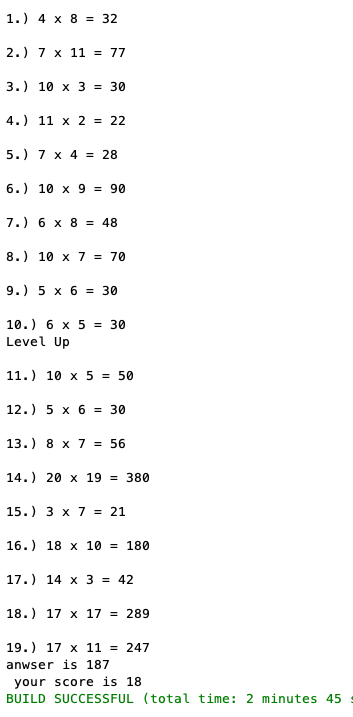 1.) 4 x 8 = 32
2.) 7 x 11 = 77
3.) 10 x 3 = 30
4.) 11 x 2 = 22
5.) 7 x 4 = 28
6.) 10 x 9 = 90
7.) 6 x 8 = 48
8.) 10 x 7 = 70
9.) 5 x 6 = 30
10.) 6 x 5 = 30
Level Up
11.) 10 x 5 = 50
12.) 5 x 6 = 30
13.) 8 x 7 = 56
14.) 20 x 19 = 380
15.) 3 x 7 = 21
16.) 18 x 10 = 180
17.) 14 x 3 = 42
18.) 17 x 17 = 289
19.) 17 x 11 = 247
anwser is 187
your score is 18
BUILD SUCCESSFUL (total time: 2 minutes 45 s